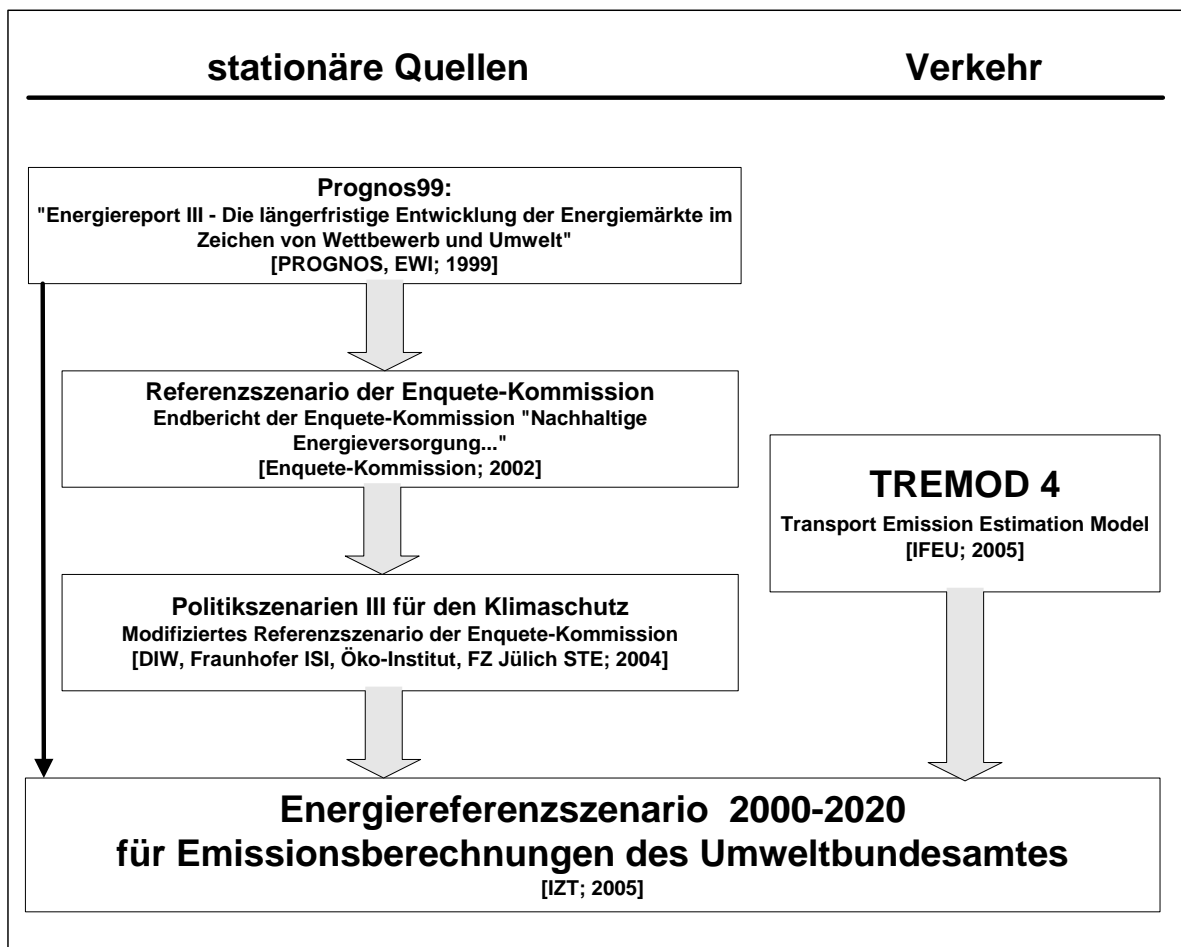 stationäre Quellen
Verkehr
Prognos99:
"Energiereport III - Die längerfristige Entwicklung der Energiemärkte im
Zeichen von Wettbewerb und Umwelt"
[PROGNOS, EWI; 1999]
Referenzszenario der Enquete-Kommission
Endbericht der Enquete-Kommission "Nachhaltige
Energieversorgung..."
[Enquete-Kommission; 2002]
TREMOD 4
Transport Emission Estimation Model
[IFEU; 2005]
Politikszenarien III für den Klimaschutz
Modifiziertes Referenzszenario der Enquete-Kommission
[DIW, Fraunhofer ISI, Öko-Institut, FZ Jülich STE; 2004]
Energiereferenzszenario 2000-2020
für Emissionsberechnungen des Umweltbundesamtes
[IZT; 2005]